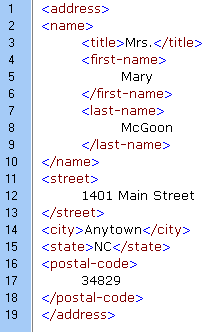 1 <address>
2 <name>
3 <title>Mrs.</title>
4 <first-name>
5 Mary
6 </first-name>
7 <last-name>
8 McGoon
9 </last-name>
10 </name>
11 <street>
12 1401 Main Street
13 </street>
14 <city>Anytown</city>
15 <state>NC</state>
16 <postal-code>
17 34829
18 </postal-code>
19 </address>